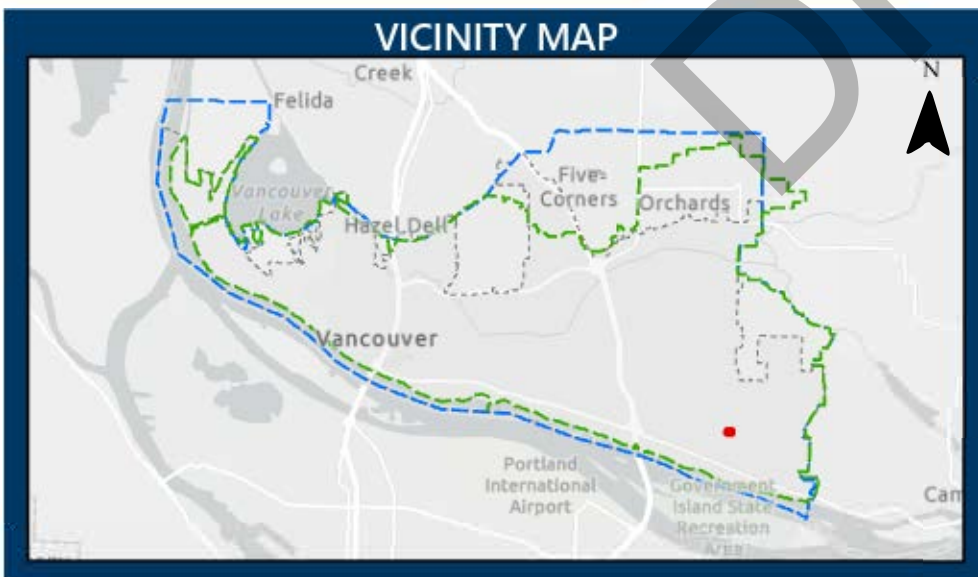 VICINITY MAP
N
Creek
Felida
Vancouver
Lake
Five
Corners
Orchards
Hazel Dell
Vancouver
Portland
International
Airport
Government
Island State
Recreation
Area
Cam